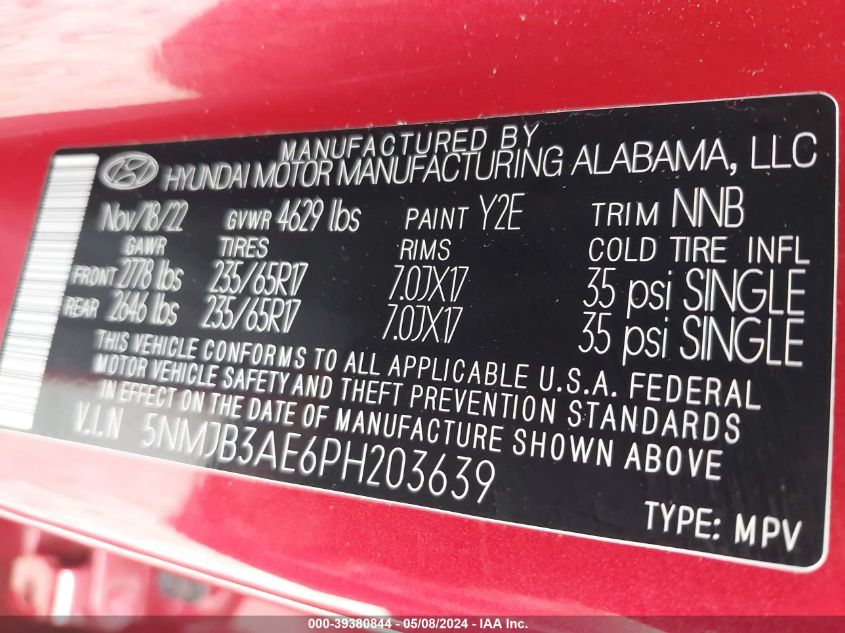 MANUFACTURED BY
HYUNDAI MOTOR MANUFACTURING ALABAMA, LLC
Nov/18/22 GVWR 4629 lbs PAINT Y2E TRIM NNB
GAWR TIRES RIMS COLD TIRE INFL
FRONT 2778 lbs 235/65R17 7.0JX17 35 psi SINGLE
REAR 2646 lbs 235/65R17 7.0JX17 35 psi SINGLE
THIS VEHICLE CONFORMS TO ALL APPLICABLE U.S.A. FEDERAL
MOTOR VEHICLE SAFETY AND THEFT PREVENTION STANDARDS
IN EFFECT ON THE DATE OF MANUFACTURE SHOWN ABOVE
V.I.N 5NMJB3AE6PH203639
TYPE: MPV
000-39380844 - 05/08/2024 - IAA Inc.